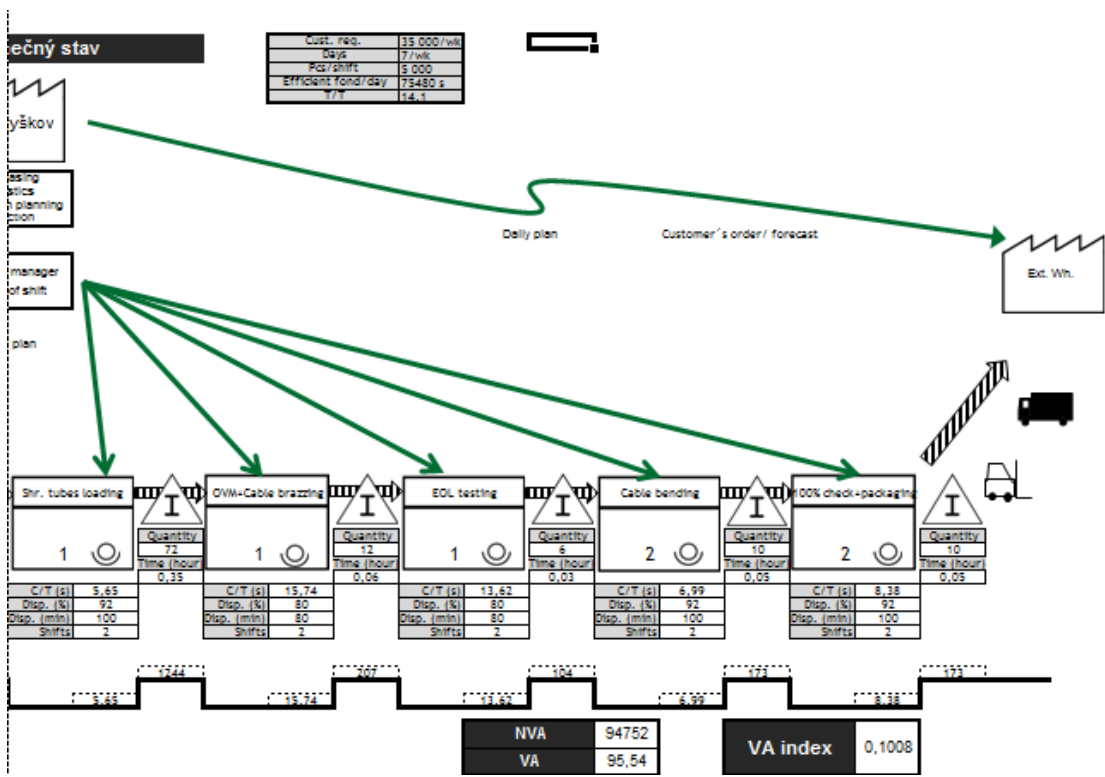 ečný stav
Cust. req. 35 000/wk
Days 7/wk
Pcs/shift 5 000
Efficient fond/day 75480 s
T/T 14,1
yškov
asing
stics
n planning
ction
Daily plan
Customer´s order/ forecast
Ext. Wh.
manager
of shift
plan
Shr. tubes loading
OVM+Cable brazzing
EOL testing
Cable bending
100% check+packaging
I I I I I
1 1 1 2 2
Quantity Quantity Quantity Quantity Quantity
72 12 6 10 10
Time (hour) Time (hour) Time (hour) Time (hour) Time (hour)
0,35 0,06 0,03 0,05 0,05
C/T (s) 5,65 C/T (s) 15,74 C/T (s) 13,62 C/T (s) 6,99 C/T (s) 8,38
Disp. (%) 92 Disp. (%) 80 Disp. (%) 80 Disp. (%) 92 Disp. (%) 92
Disp. (min) 100 Disp. (min) 80 Disp. (min) 80 Disp. (min) 100 Disp. (min) 100
Shifts 2 Shifts 2 Shifts 2 Shifts 2 Shifts 2
1244 207 104 173 173
5,65 15,74 13,62 6,99 8,38
NVA 94752
VA 95,54
VA index 0,1008